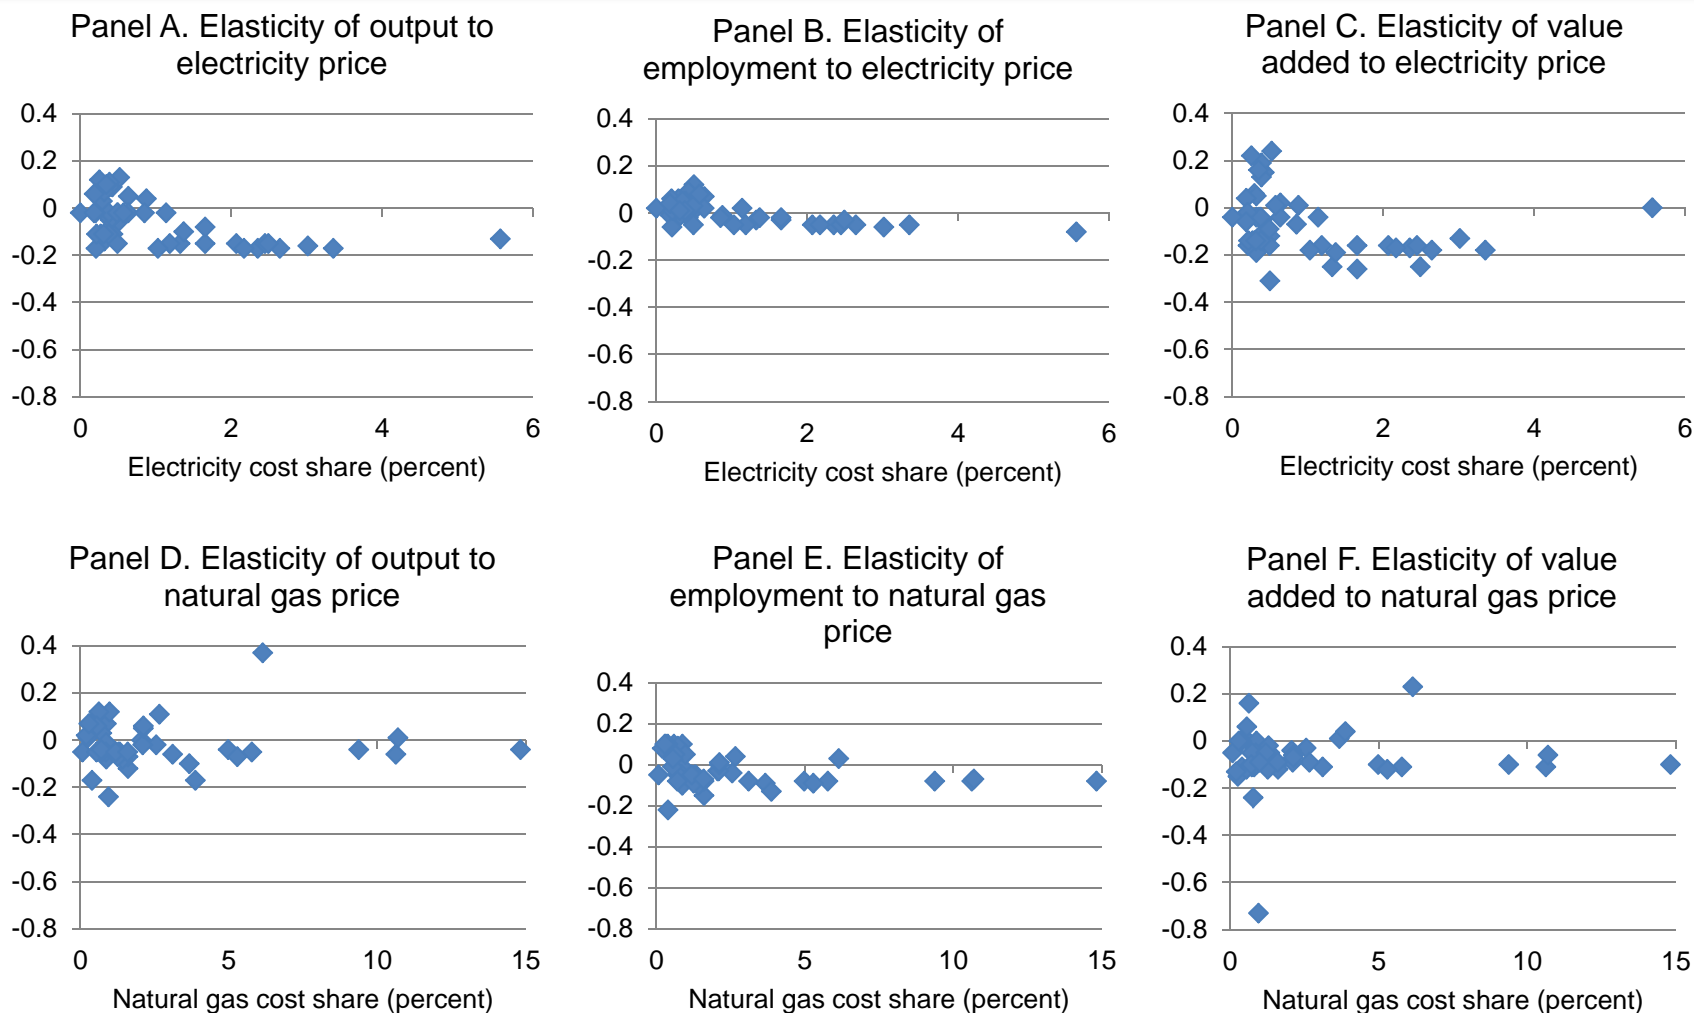 Panel A. Elasticity of output to
electricity price
0.4
0.2
0
-0.2
-0.4
-0.6
-0.8
0 2 4 6
Electricity cost share (percent)
Panel B. Elasticity of
employment to electricity price
0.4
0.2
0
-0.2
-0.4
-0.6
-0.8
0 2 4 6
Electricity cost share (percent)
Panel C. Elasticity of value
added to electricity price
0.4
0.2
0
-0.2
-0.4
-0.6
-0.8
0 2 4 6
Electricity cost share (percent)
Panel D. Elasticity of output to
natural gas price
0.4
0.2
0
-0.2
-0.4
-0.6
-0.8
0 5 10 15
Natural gas cost share (percent)
Panel E. Elasticity of
employment to natural gas
price
0.4
0.2
0
-0.2
-0.4
-0.6
-0.8
0 5 10 15
Natural gas cost share (percent)
Panel F. Elasticity of value
added to natural gas price
0.4
0.2
0
-0.2
-0.4
-0.6
-0.8
0 5 10 15
Natural gas cost share (percent)